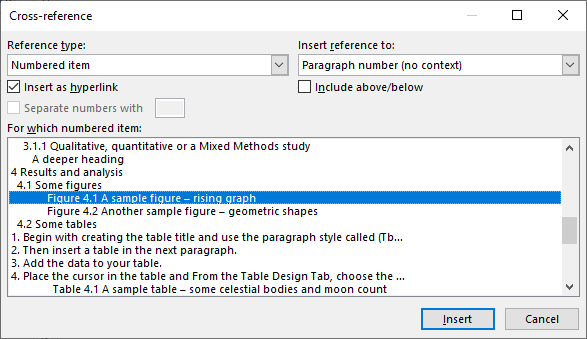 Cross-reference
Reference type:
Insert reference to:
Numbered item
Paragraph number (no context)
Insert as hyperlink
Include above/below
Separate numbers with
For which numbered item:
3.1.1 Qualitative, quantitative or a Mixed Methods study
A deeper heading
4 Results and analysis
4.1 Some figures
Figure 4.1 A sample figure – rising graph
Figure 4.2 Another sample figure – geometric shapes
4.2 Some tables
1. Begin with creating the table title and use the paragraph style called (Tb...
2. Then insert a table in the next paragraph.
3. Add the data to your table.
4. Place the cursor in the table and From the Table Design Tab, choose the ...
Table 4.1 A sample table – some celestial bodies and moon count
Insert
Cancel